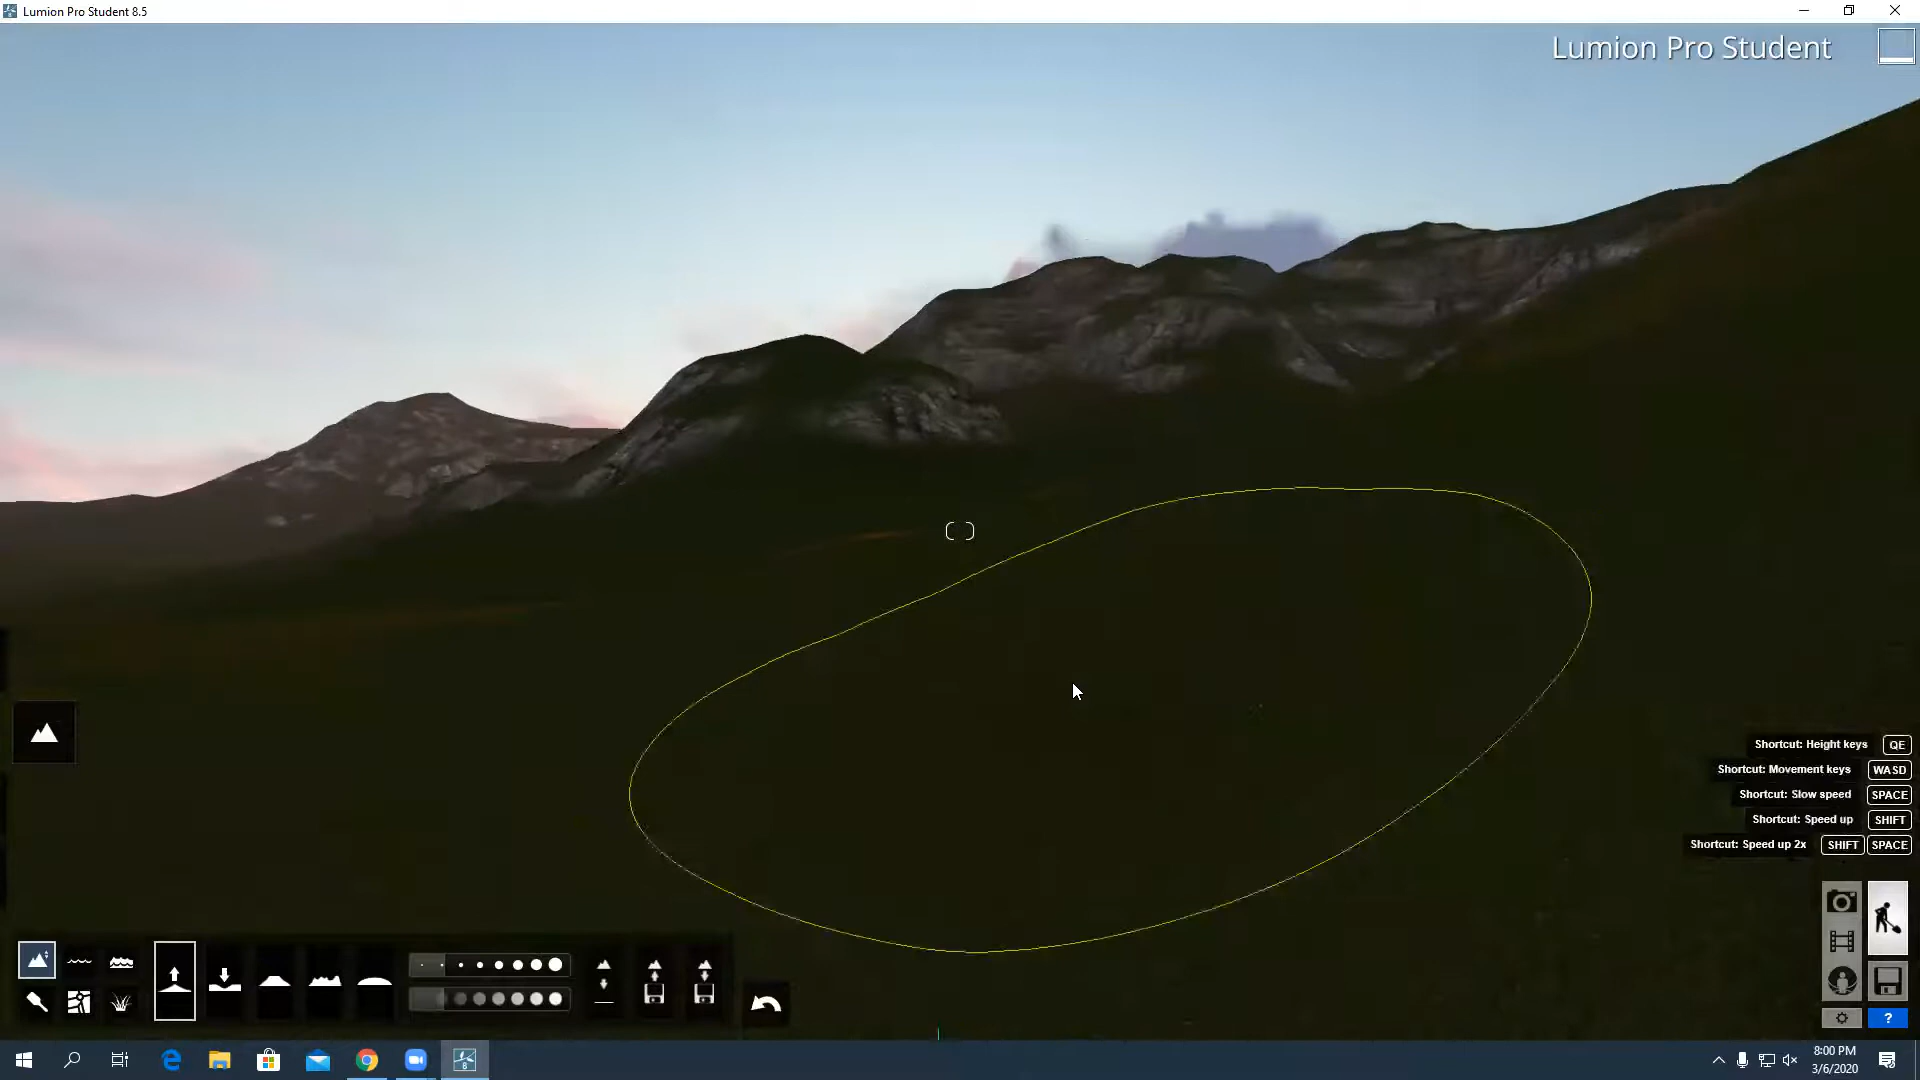 Lumion Pro Student 8.5
Lumion Pro Student
Shortcut: Height keys QE
Shortcut: Movement keys WASD
Shortcut: Slow speed SPACE
Shortcut: Speed up SHIFT
Shortcut: Speed up 2x SHIFT SPACE
?
8:00 PM
3/6/2020